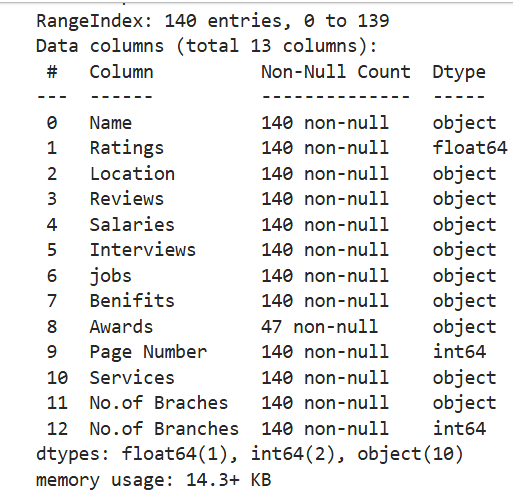 RangeIndex: 140 entries, 0 to 139
Data columns (total 13 columns):
 #   Column          Non-Null Count  Dtype
---  ------          --------------  -----
 0   Name            140 non-null    object
 1   Ratings         140 non-null    float64
 2   Location        140 non-null    object
 3   Reviews         140 non-null    object
 4   Salaries        140 non-null    object
 5   Interviews      140 non-null    object
 6   jobs            140 non-null    object
 7   Benifits        140 non-null    object
 8   Awards          47 non-null     object
 9   Page Number     140 non-null    int64
 10  Services        140 non-null    object
 11  No.of Braches   140 non-null    object
 12  No.of Branches  140 non-null    int64
dtypes: float64(1), int64(2), object(10)
memory usage: 14.3+ KB